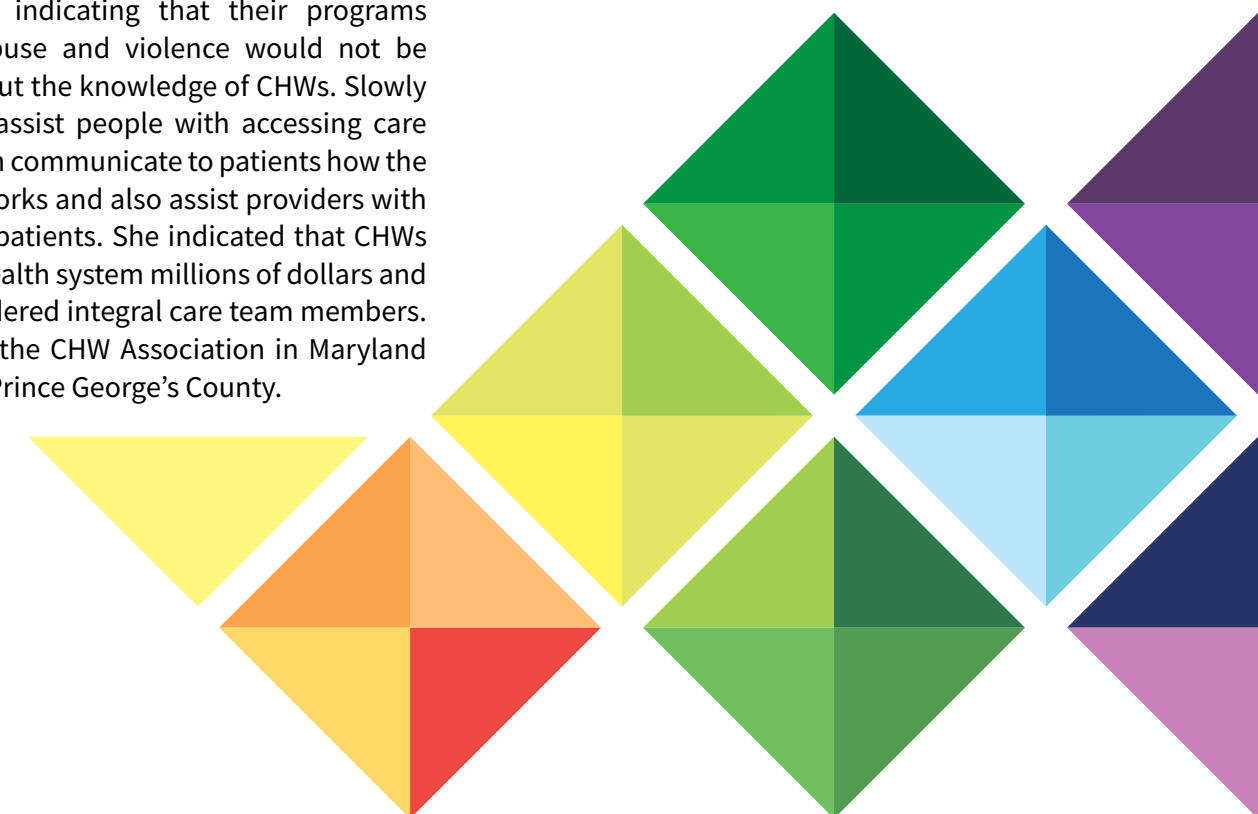 indicating that their programs
use and violence would not be
ut the knowledge of CHWs. Slowly
assist people with accessing care
communicate to patients how the
orks and also assist providers with
patients. She indicated that CHWs
alth system millions of dollars and
ered integral care team members.
the CHW Association in Maryland
Prince George’s County.